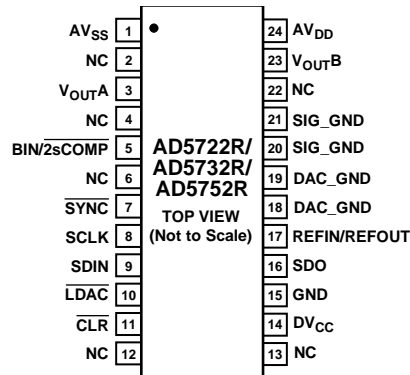 AVSS 1
NC 2
VOUTA 3
NC 4
BIN/2sCOMP 5
NC 6
SYNC 7
SCLK 8
SDIN 9
LDAC 10
CLR 11
NC 12
AD5722R/
AD5732R/
AD5752R
TOP VIEW
(Not to Scale)
24 AVDD
23 VOUTB
22 NC
21 SIG_GND
20 SIG_GND
19 DAC_GND
18 DAC_GND
17 REFIN/REFOUT
16 SDO
15 GND
14 DVCC
13 NC